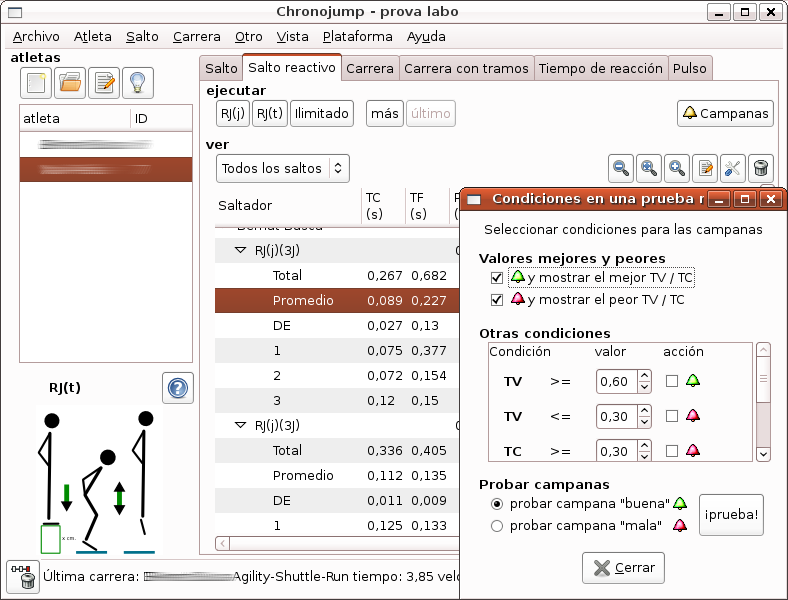 Chronojump - prova labo
Archivo Atleta Salto Carrera Otro Vista Plataforma Ayuda
atletas
atleta ID
RJ(t)
x cm.
Salto Salto reactivo Carrera Carrera con tramos Tiempo de reacción Pulso
ejecutar
RJ(j) RJ(t) Ilimitado más último Campanas
ver
Todos los saltos
Saltador TC (s) TF (s)
RJ(j)(3J)
Total 0,267 0,682
Promedio 0,089 0,227
DE 0,027 0,13
1 0,075 0,377
2 0,072 0,154
3 0,12 0,15
RJ(j)(3J)
Total 0,336 0,405
Promedio 0,112 0,135
DE 0,011 0,009
1 0,125 0,133
Última carrera: Agility-Shuttle-Run tiempo: 3,85 velo
Condiciones en una prueba r
Seleccionar condiciones para las campanas
Valores mejores y peores
y mostrar el mejor TV / TC
y mostrar el peor TV / TC
Otras condiciones
Condición valor acción
TV >= 0,60
TV <= 0,30
TC >= 0,30
Probar campanas
probar campana "buena"
probar campana "mala"
¡prueba!
Cerrar